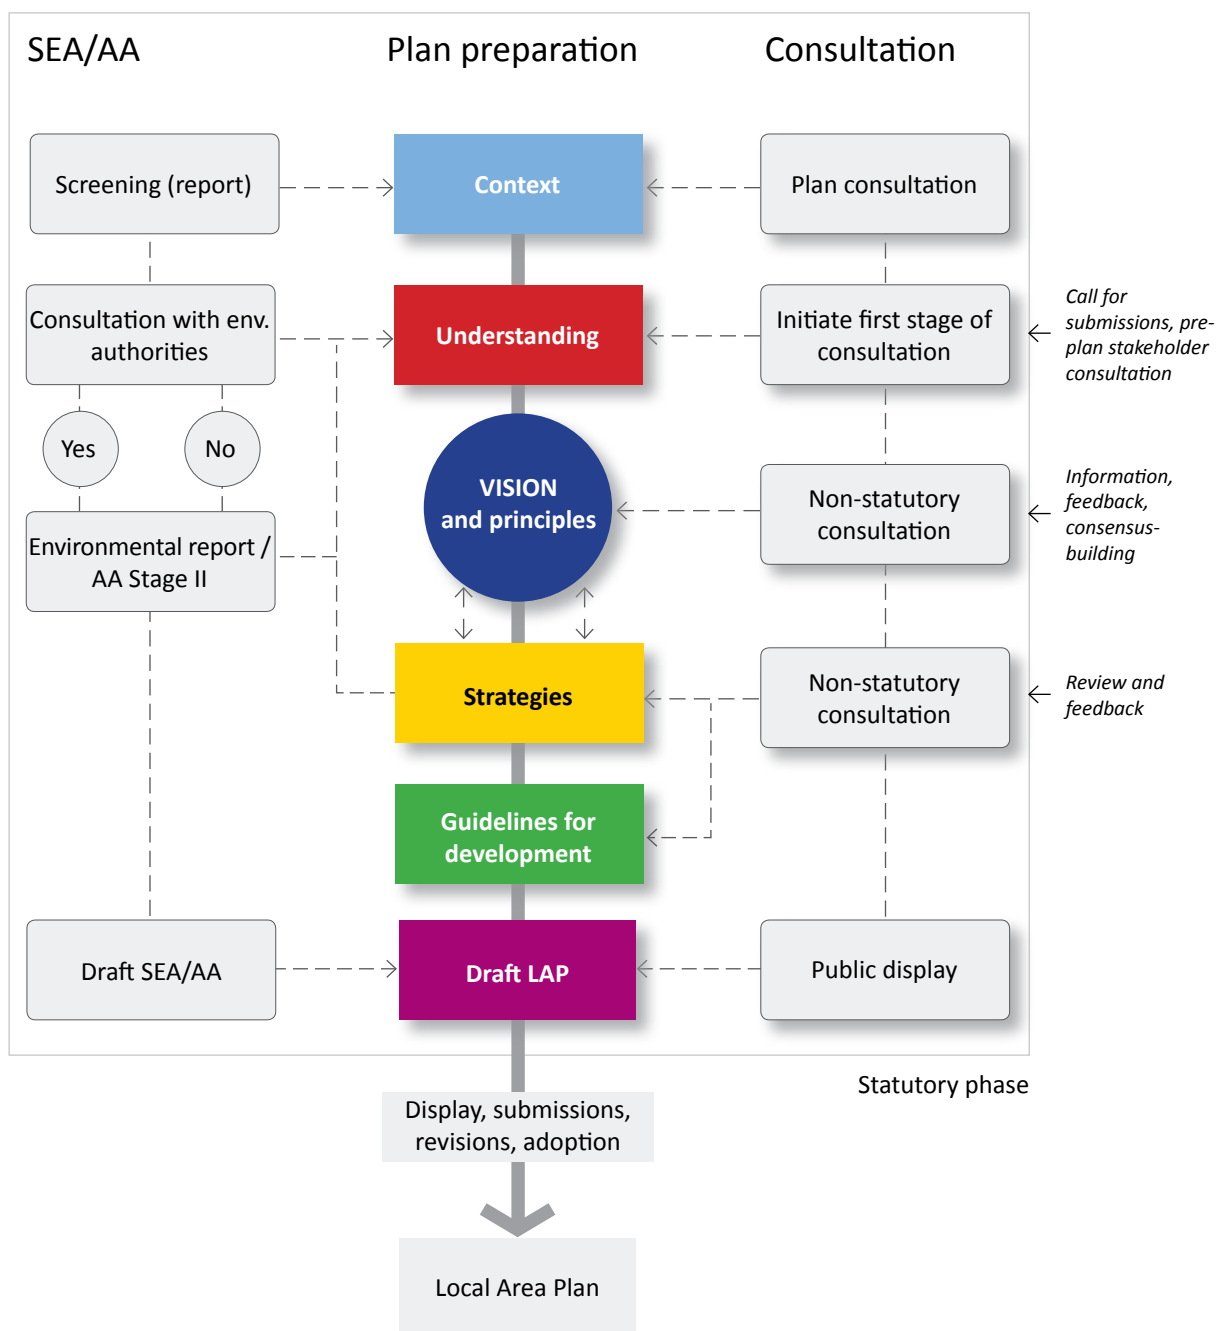 SEA/AA
Plan preparation
Consultation
Screening (report)
Context
Plan consultation
Consultation with env.
authorities
Understanding
Initiate first stage of
consultation
Call for
submissions, pre-
plan stakeholder
consultation
Yes
No
VISION
and principles
Non-statutory
consultation
Information,
feedback,
consensus-
building
Environmental report /
AA Stage II
Strategies
Non-statutory
consultation
Review and
feedback
Guidelines for
development
Draft SEA/AA
Draft LAP
Public display
Statutory phase
Display, submissions,
revisions, adoption
Local Area Plan